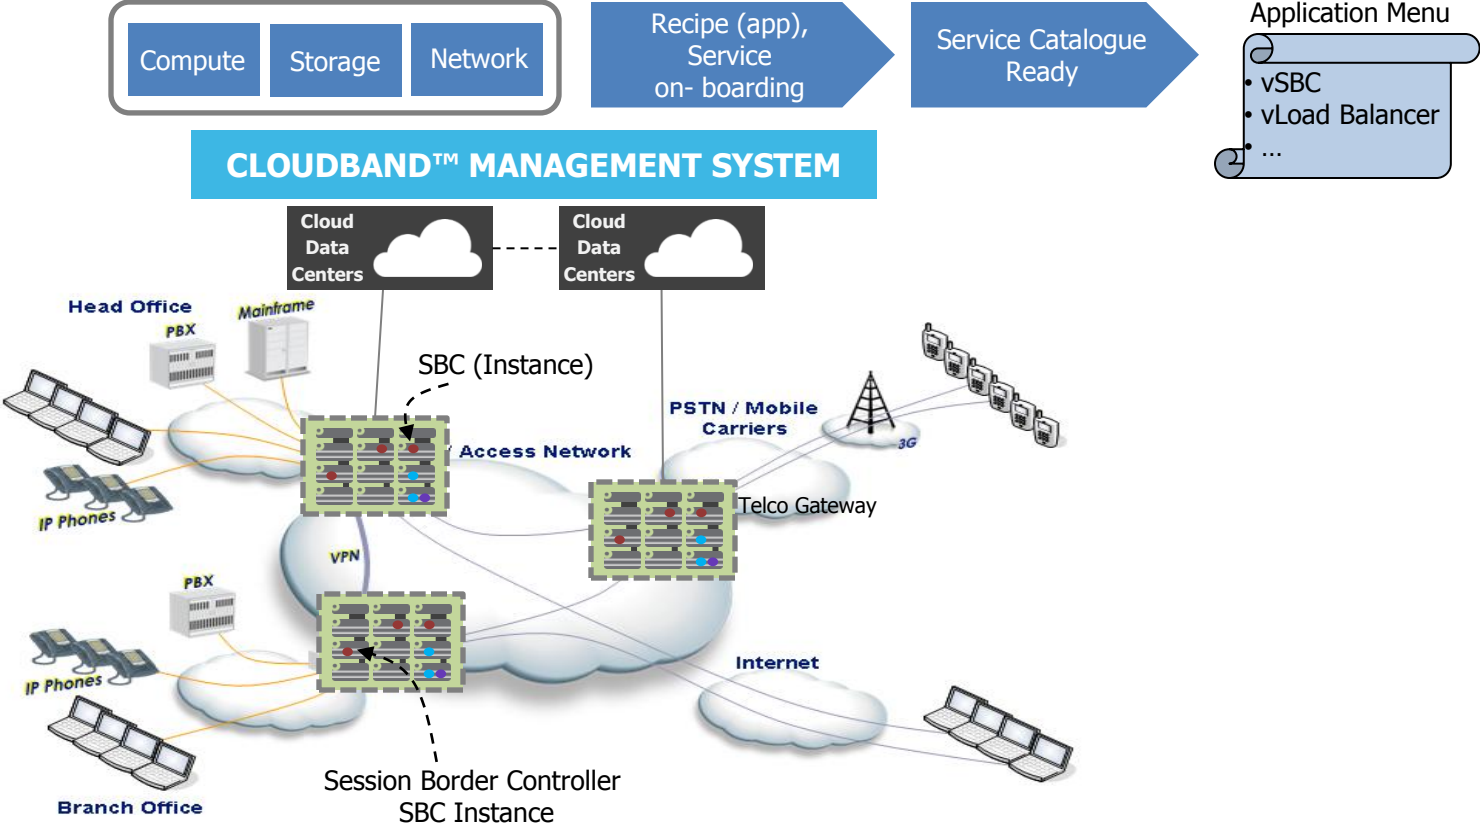 Compute
Storage
Network
Recipe (app),
Service
on- boarding
Service Catalogue
Ready
Application Menu
• vSBC
• vLoad Balancer
• ...
CLOUDBAND™ MANAGEMENT SYSTEM
Cloud
Data
Centers
Cloud
Data
Centers
Head Office
PBX
Mainframe
SBC (Instance)
PSTN / Mobile
Carriers
3G
Access Network
IP Phones
Telco Gateway
VPN
PBX
IP Phones
Internet
Branch Office
Session Border Controller
SBC Instance